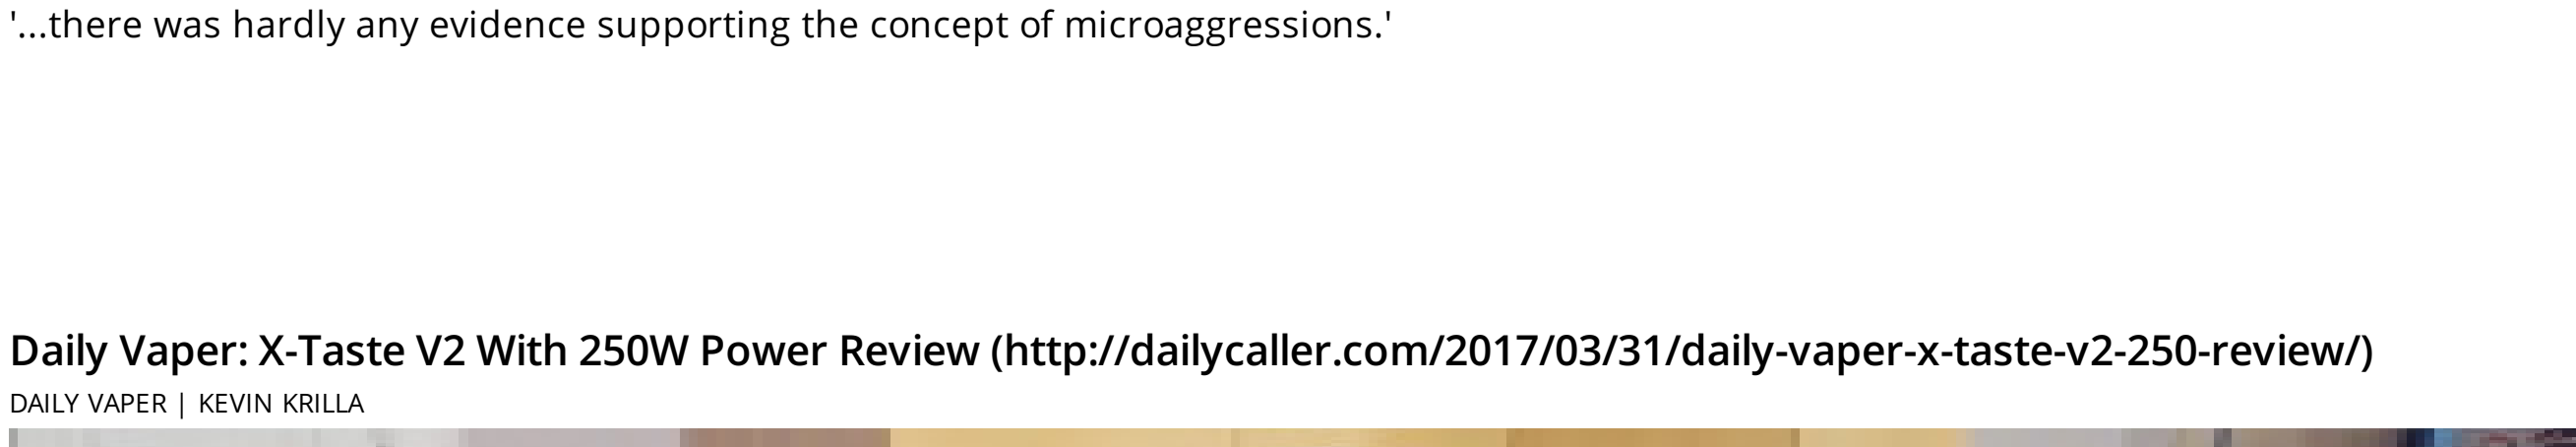 '...there was hardly any evidence supporting the concept of microaggressions.'
Daily Vaper: X-Taste V2 With 250W Power Review (http://dailycaller.com/2017/03/31/daily-vaper-x-taste-v2-250-review/)
DAILY VAPER | KEVIN KRILLA